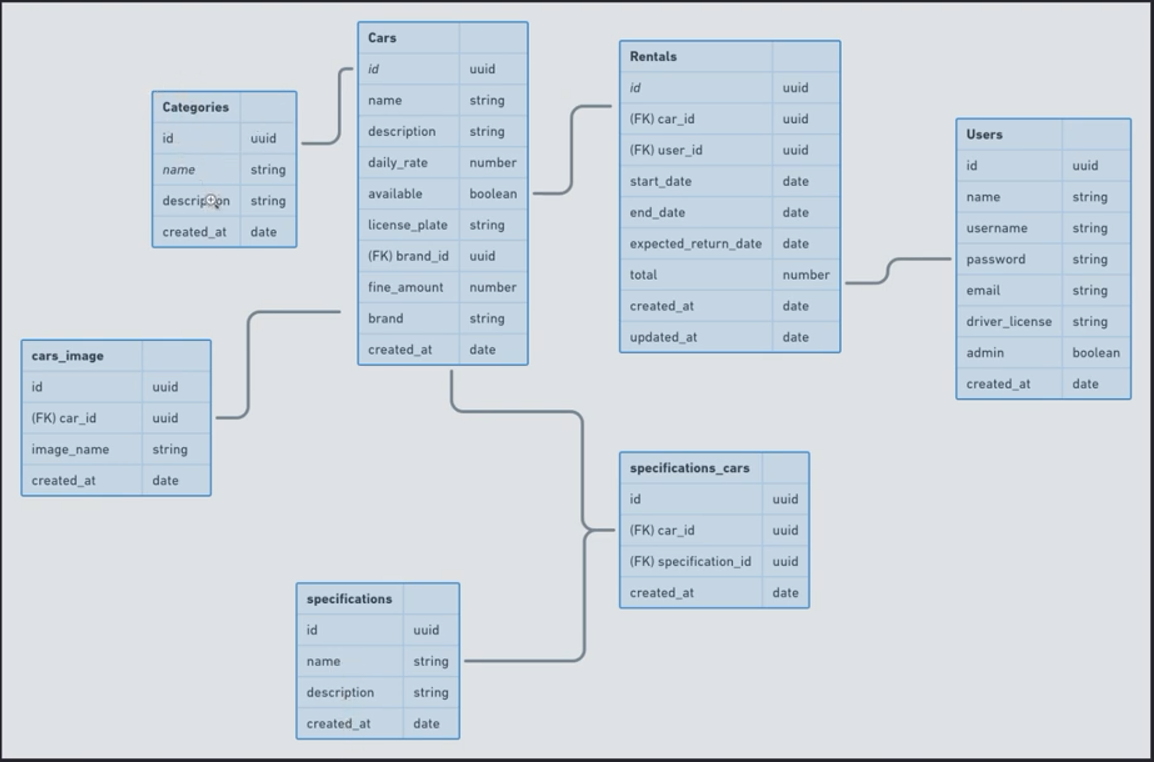 Cars
id uuid
name string
description string
daily_rate number
available boolean
license_plate string
(FK) brand_id uuid
fine_amount number
brand string
created_at date
Rentals
id uuid
(FK) car_id uuid
(FK) user_id uuid
start_date date
end_date date
expected_return_date date
total number
created_at date
updated_at date
Categories
id uuid
name string
description string
created_at date
Users
id uuid
name string
username string
password string
email string
driver_license string
admin boolean
created_at date
cars_image
id uuid
(FK) car_id uuid
image_name string
created_at date
specifications_cars
id uuid
(FK) car_id uuid
(FK) specification_id uuid
created_at date
specifications
id uuid
name string
description string
created_at date